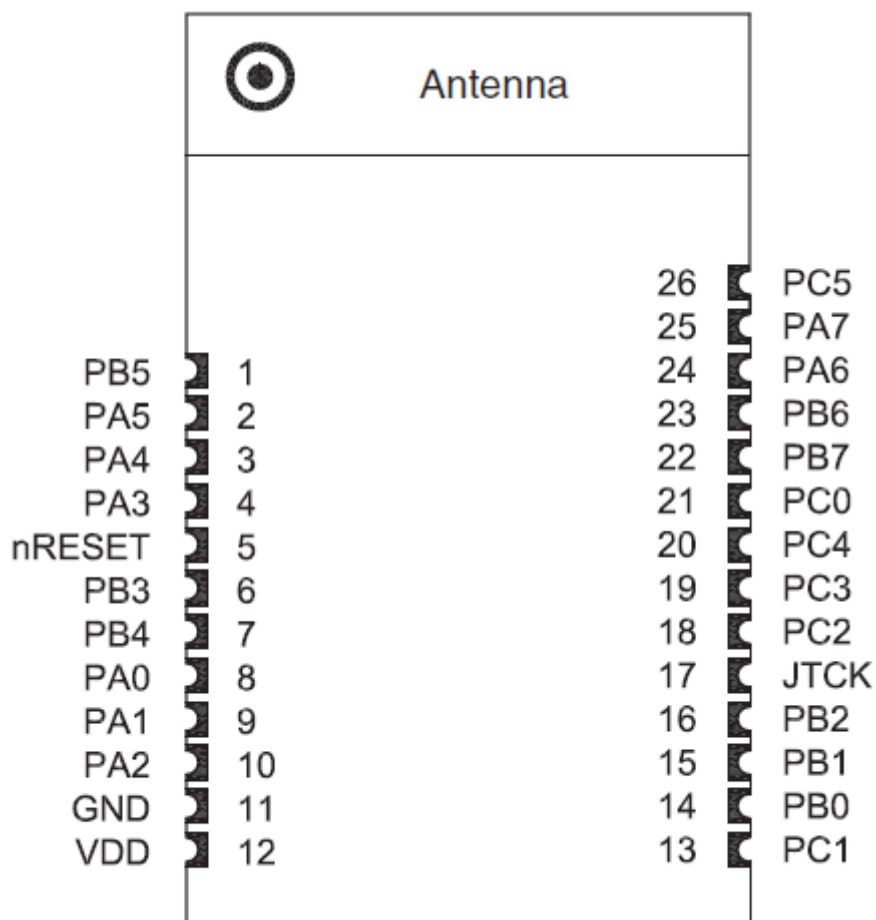 Antenna
26 PC5
25 PA7
PB5 1 24 PA6
PA5 2 23 PB6
PA4 3 22 PB7
PA3 4 21 PC0
nRESET 5 20 PC4
PB3 6 19 PC3
PB4 7 18 PC2
PA0 8 17 JTCK
PA1 9 16 PB2
PA2 10 15 PB1
GND 11 14 PB0
VDD 12 13 PC1